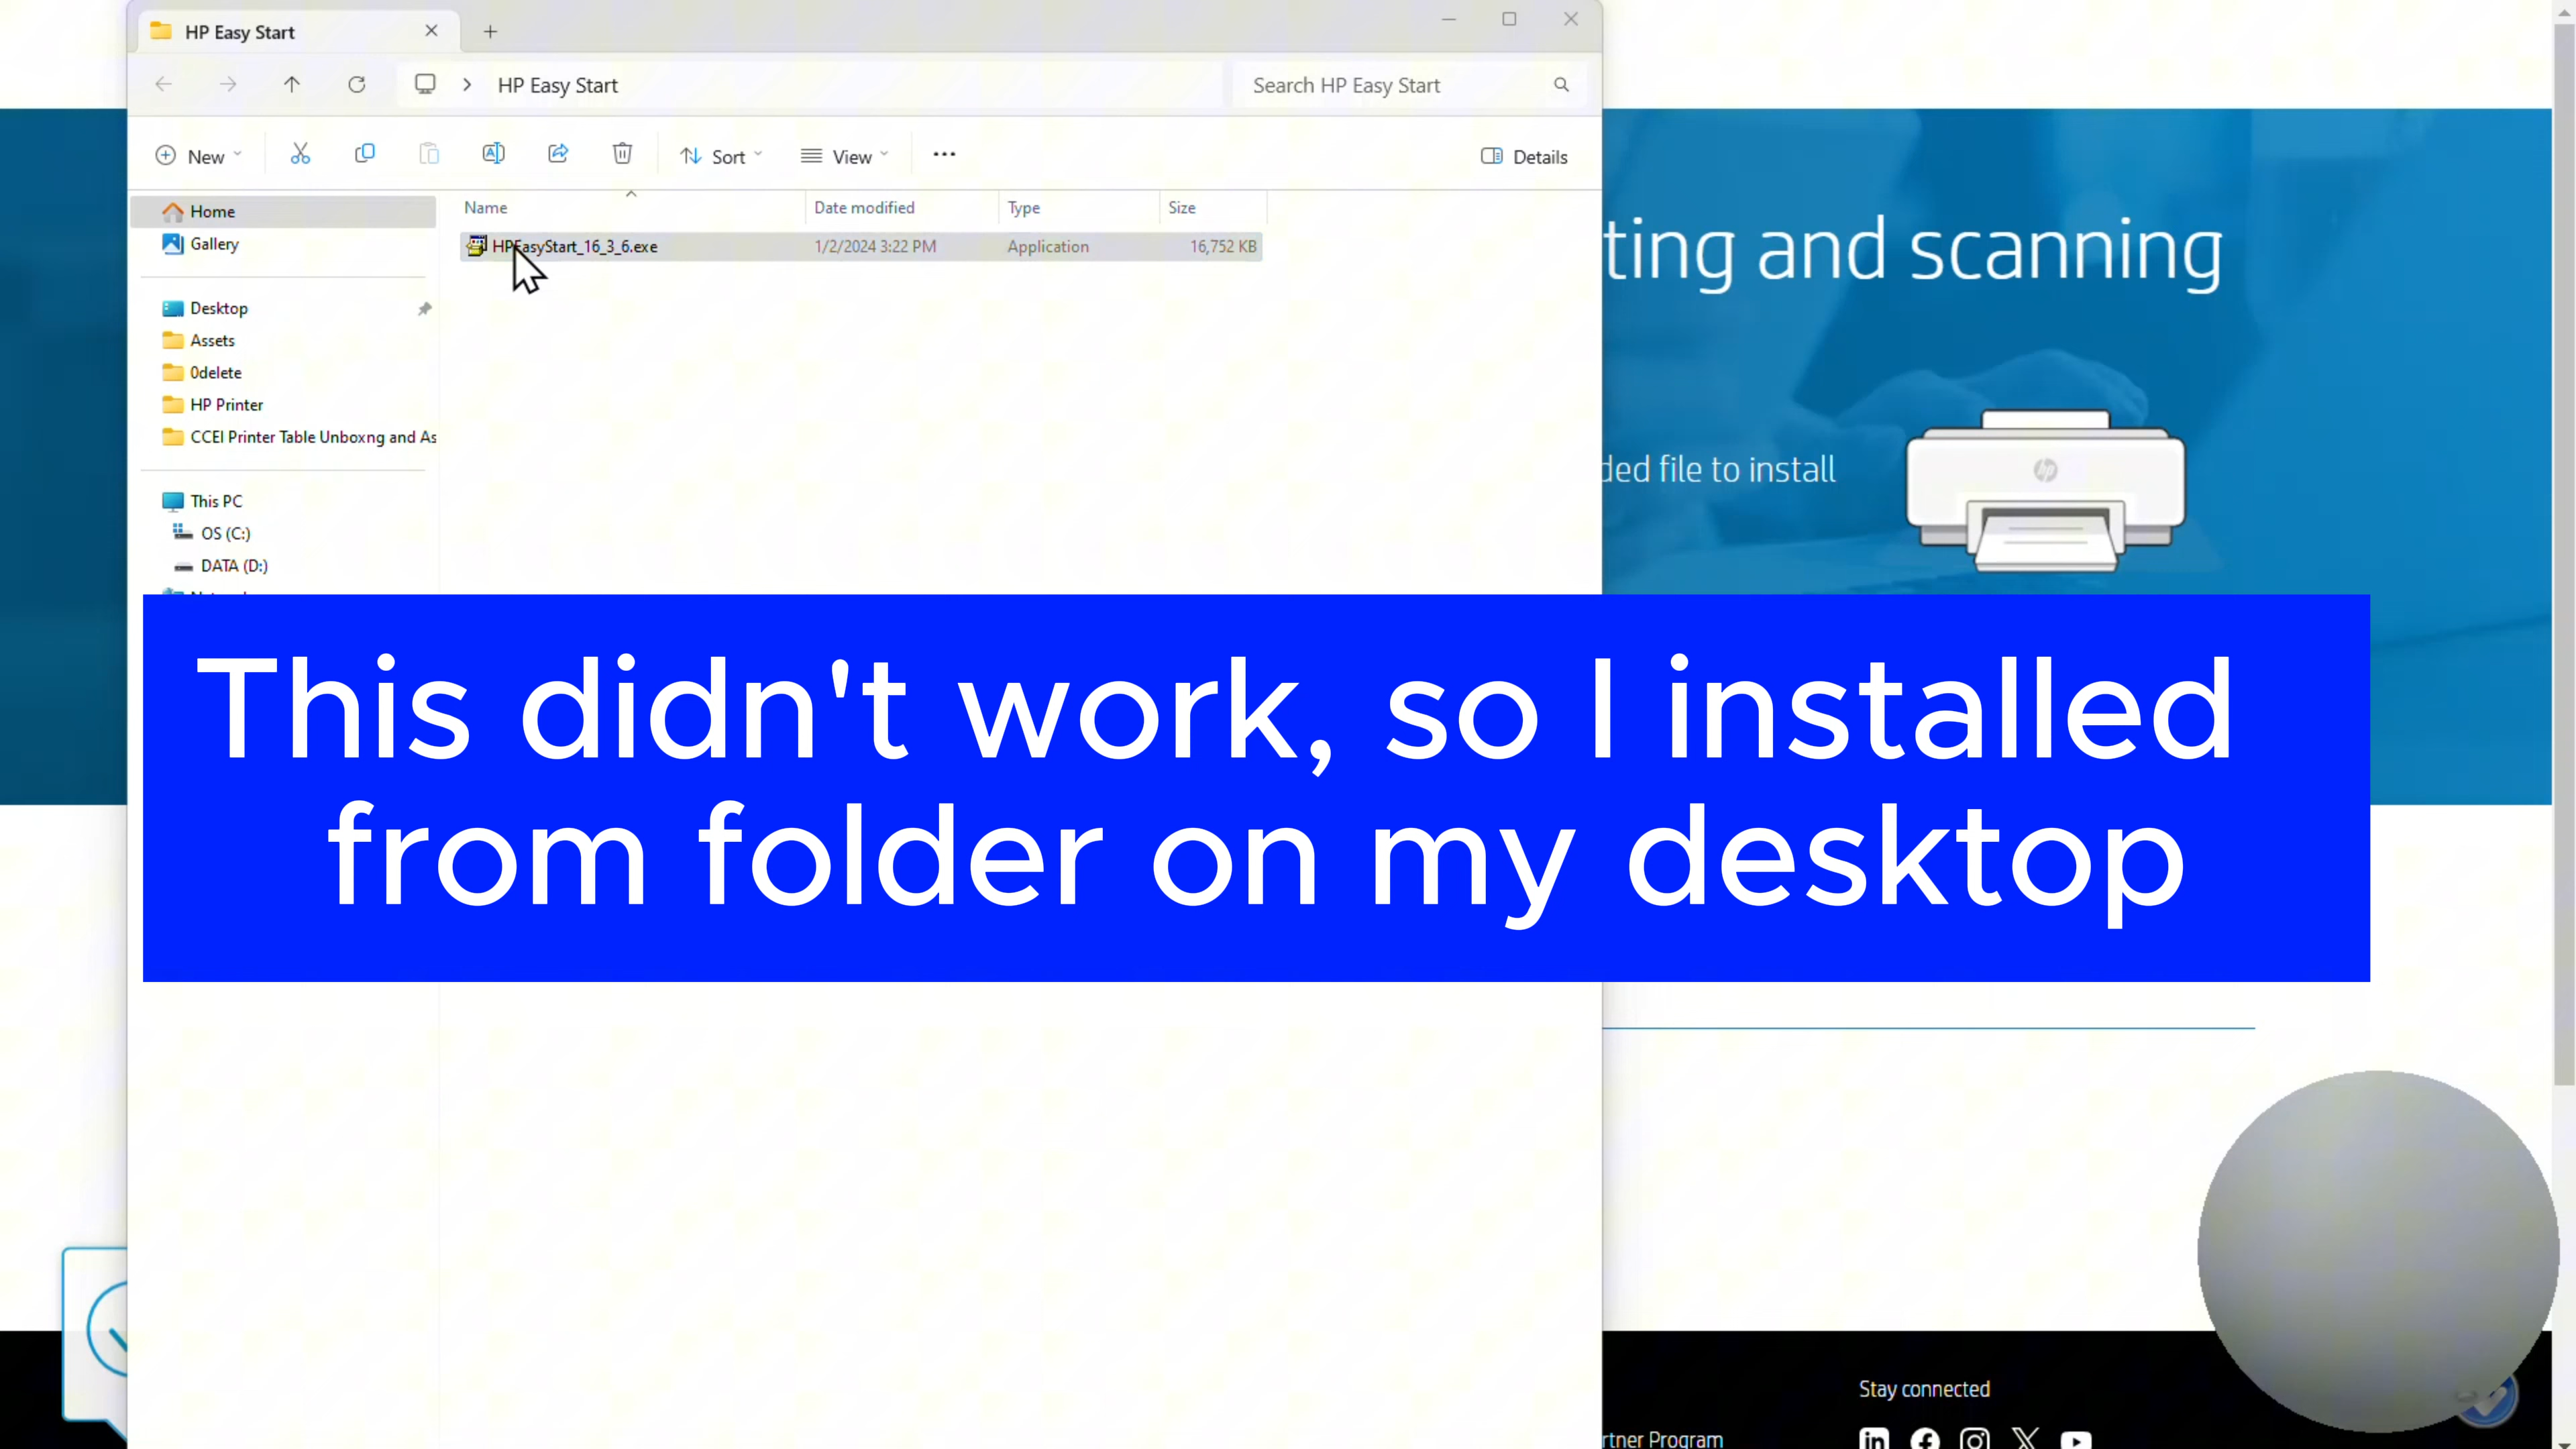 HP Easy Start
HP Easy Start
Search HP Easy Start
New
Sort
View
Details
Home
Gallery
Desktop
Assets
0delete
HP Printer
CCEI Printer Table Unboxng and As
This PC
OS (C:)
DATA (D:)
Name
Date modified
Type
Size
HPEasyStart_16_3_6.exe
1/2/2024 3:22 PM
Application
16,752 KB
ting and scanning
ded file to install
hp
This didn't work, so I installed
from folder on my desktop
Stay connected
rtner Program